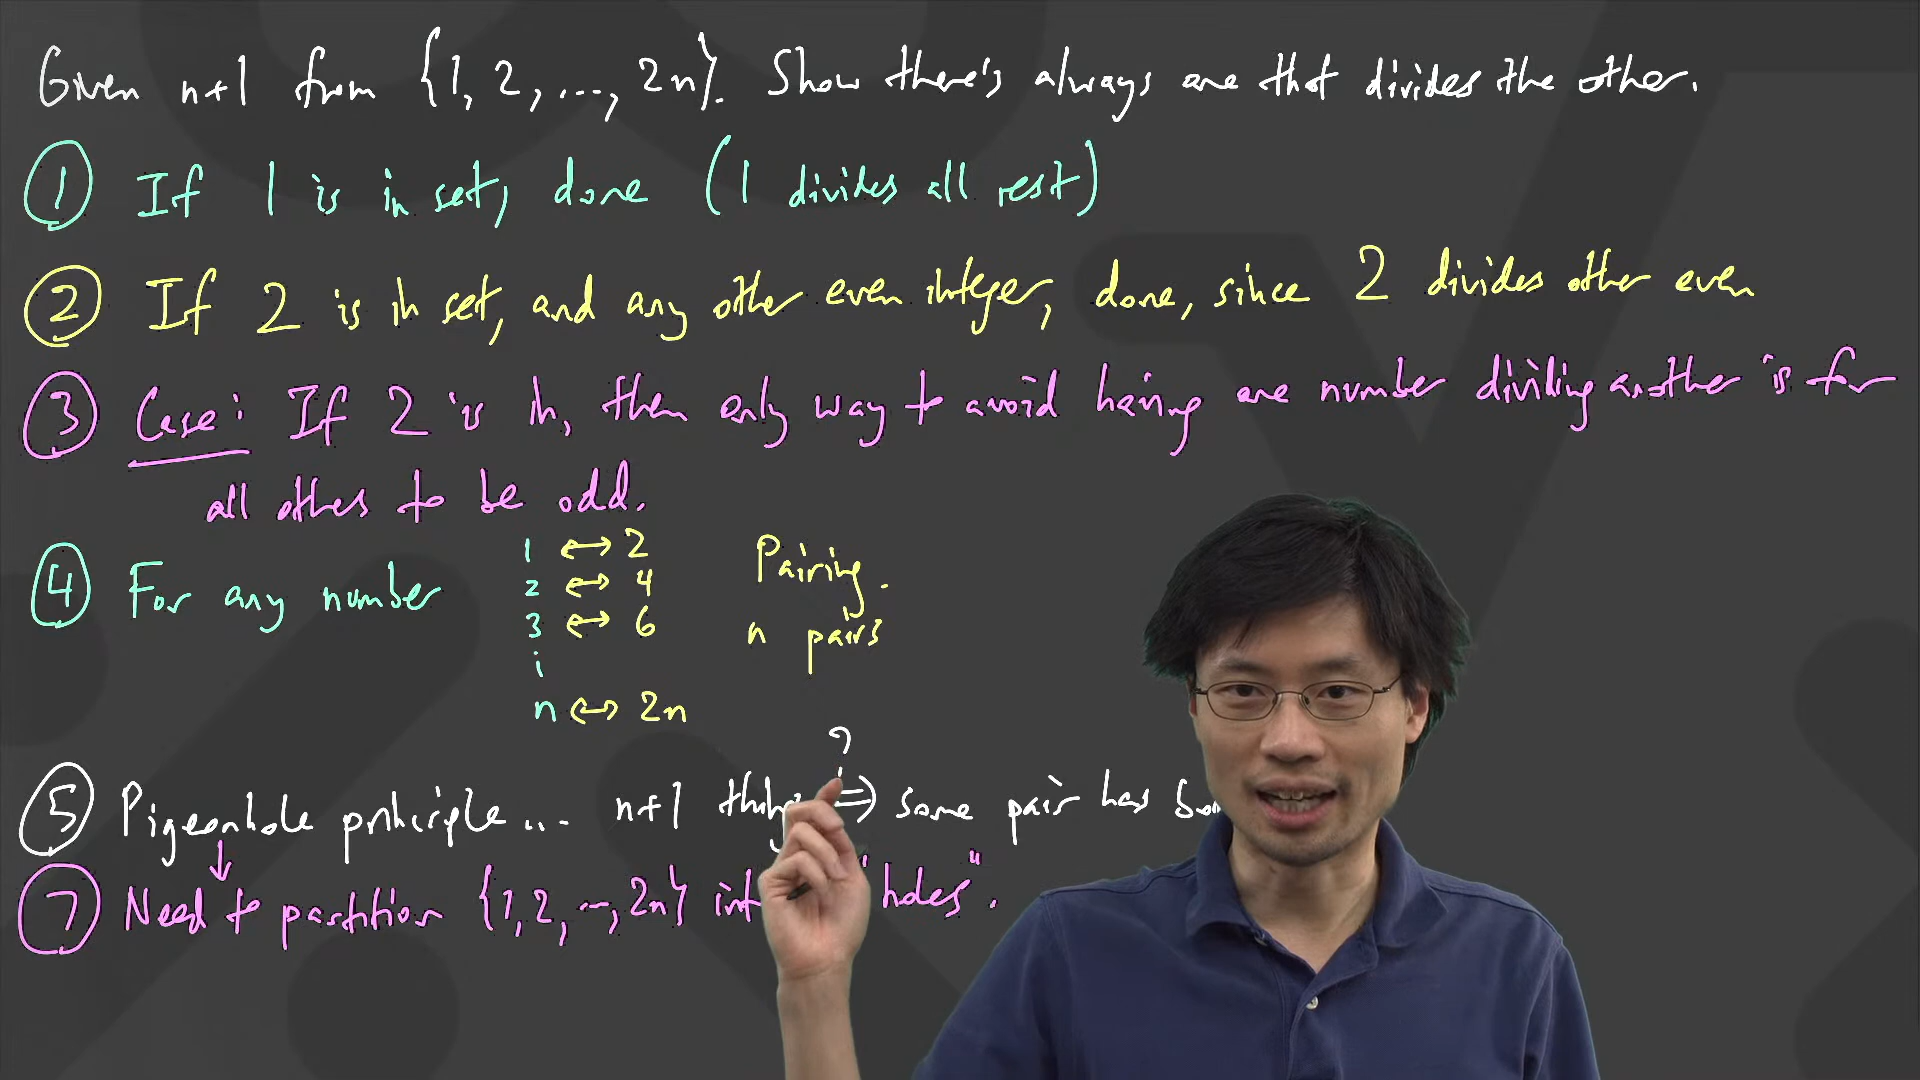 Given n+1 from {1, 2, ..., 2n}. Show there's always one that divides the other.
① If 1 is in set, done (1 divides all rest)
② If 2 is in set, and any other even integer, done, since 2 divides other even
③ Case: If 2 is in, then only way to avoid having one number dividing another is for
all others to be odd.
④ For any number
1 ↔ 2
2 ↔ 4
3 ↔ 6
⋮
n ↔ 2n
Pairing.
n pairs
?
⑤ Pigeonhole principle... n+1 things ⇒ some pair has
↓
⑦ Need to partition {1, 2, ..., 2n} "holes".